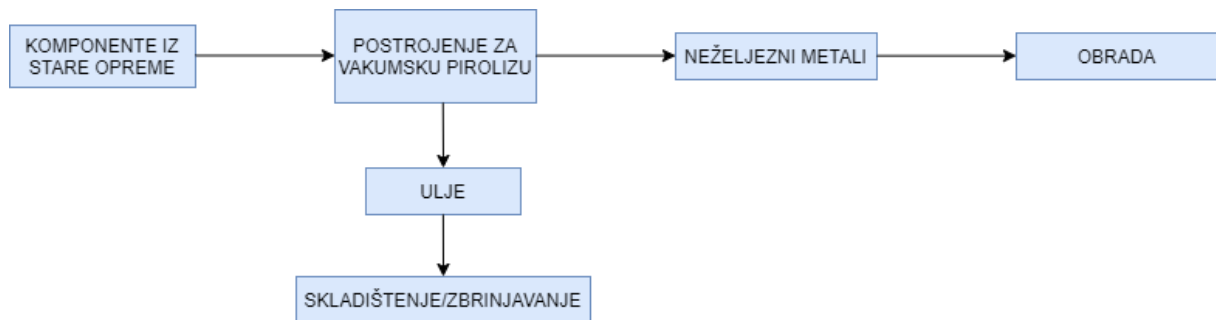 KOMPONENTE IZ
STARE OPREME
POSTROJENJE ZA
VAKUMSKU PIROLIZU
NEŽELJEZNI METALI
OBRADA
ULJE
SKLADIŠTENJE/ZBRINJAVANJE